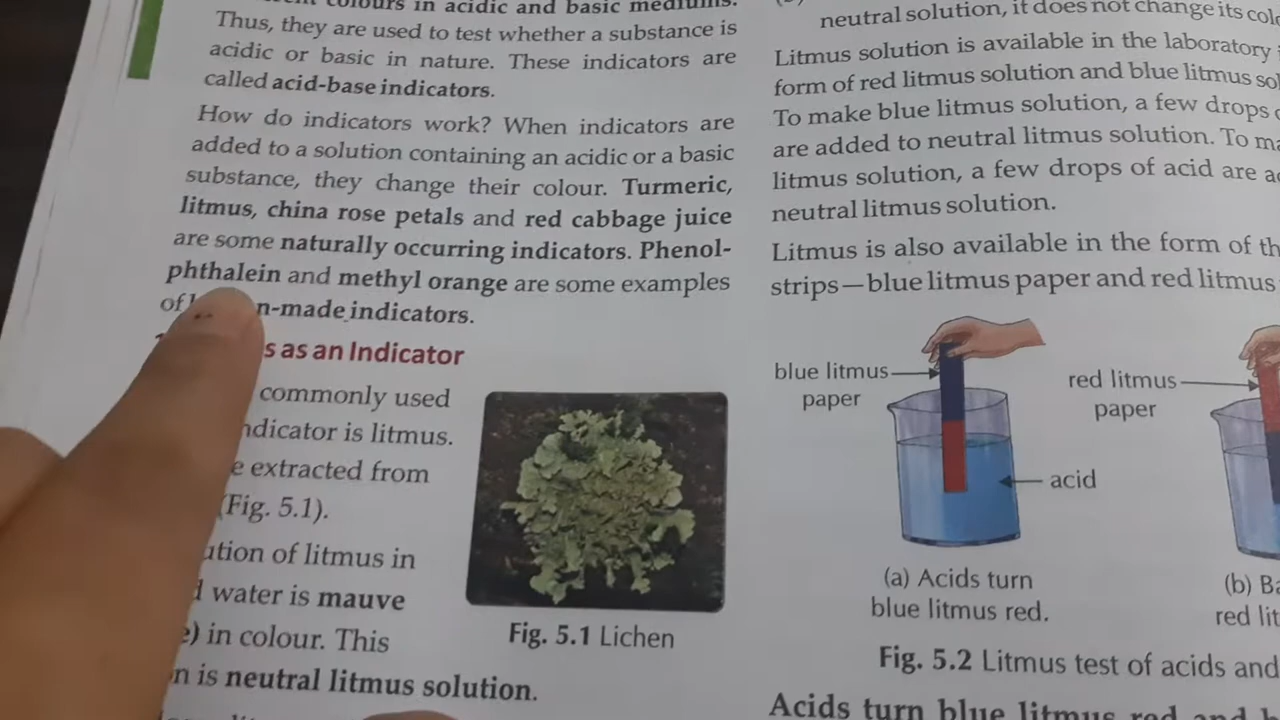 colours in acidic and basic mediums.
Thus, they are used to test whether a substance is
acidic or basic in nature. These indicators are
called acid-base indicators.
How do indicators work? When indicators are
added to a solution containing an acidic or a basic
substance, they change their colour. Turmeric,
litmus, china rose petals and red cabbage juice
are some naturally occurring indicators. Phenol-
phthalein and methyl orange are some examples
of n-made indicators.
s as an Indicator
commonly used
ndicator is litmus.
e extracted from
(Fig. 5.1).
ution of litmus in
water is mauve
in colour. This
n is neutral litmus solution.
Fig. 5.1 Lichen
neutral solution, it does not change its
Litmus solution is available in the laboratory
form of red litmus solution and blue litmus
To make blue litmus solution, a few drops
are added to neutral litmus solution. To
litmus solution, a few drops of acid are
neutral litmus solution.
Litmus is also available in the form of
strips—blue litmus paper and red litmus
blue litmus
paper
acid
red litmus
paper
(a) Acids turn
blue litmus red.
(b)
red
Fig. 5.2 Litmus test of acids and
Acids turn blue litmus red and